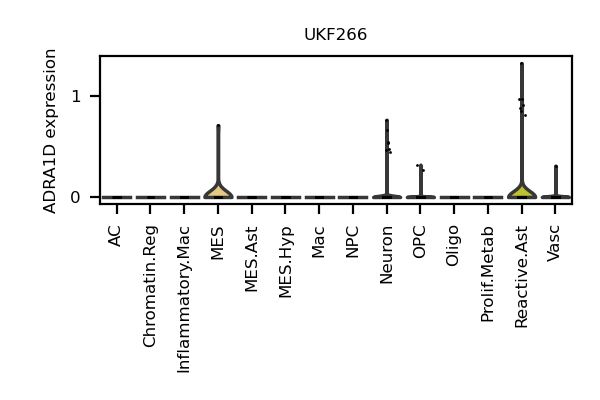 UKF266
ADRA1D expression
1
0
AC
Chromatin.Reg
Inflammatory.Mac
MES
MES.Ast
MES.Hyp
Mac
NPC
Neuron
OPC
Oligo
Prolif.Metab
Reactive.Ast
Vasc